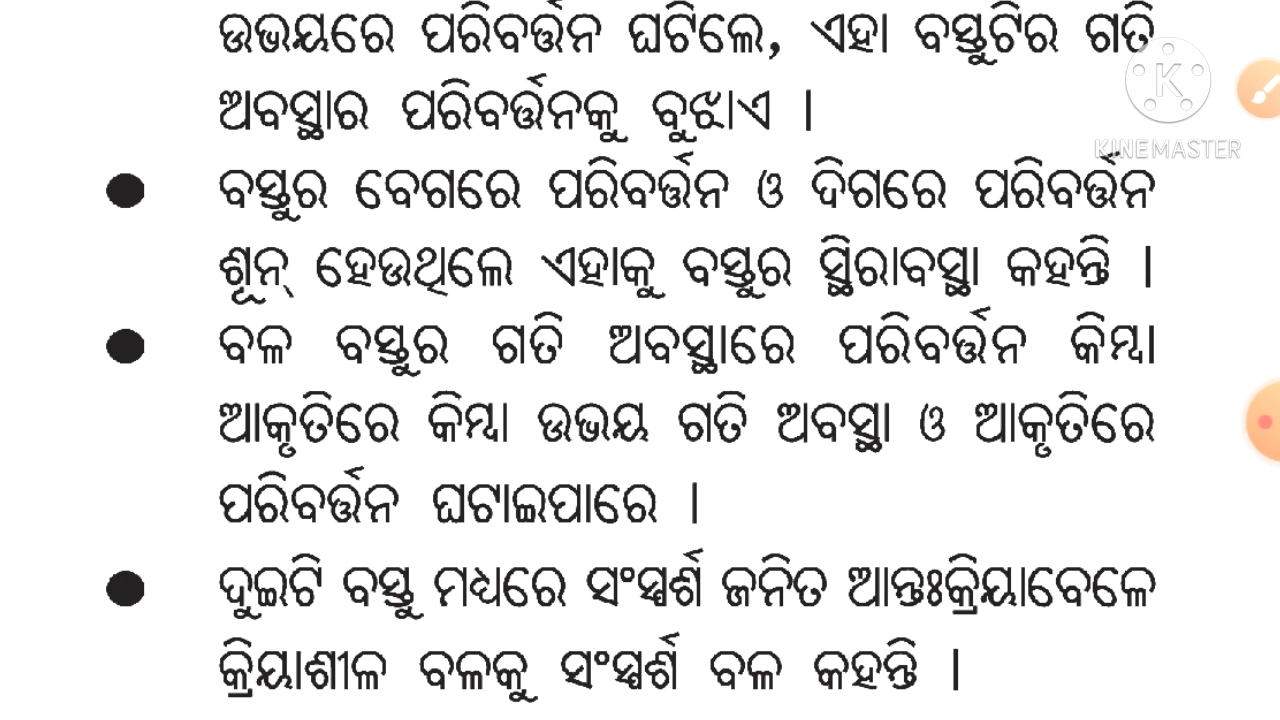 ଉଭୟରେ ପରିବର୍ତ୍ତନ ଘଟିଲେ, ଏହା ବସ୍ତୁଟିର ଗତି
ଅବସ୍ଥାର ପରିବର୍ତ୍ତନକୁ ବୁଝାଏ |
KINEMASTER
● ବସ୍ତୁର ବେଗରେ ପରିବର୍ତ୍ତନ ଓ ଦିଗରେ ପରିବର୍ତ୍ତନ
ଶୂନ୍ ହେଉଥିଲେ ଏହାକୁ ବସ୍ତୁର ସ୍ଥିରାବସ୍ଥା କହନ୍ତି |
● ବଳ ବସ୍ତୁର ଗତି ଅବସ୍ଥାରେ ପରିବର୍ତ୍ତନ କିମ୍ବା
ଆକୃତିରେ କିମ୍ବା ଉଭୟ ଗତି ଅବସ୍ଥା ଓ ଆକୃତିରେ
ପରିବର୍ତ୍ତନ ଘଟାଇପାରେ |
● ଦୁଇଟି ବସ୍ତୁ ମଧ୍ୟରେ ସଂସ୍ପର୍ଶ ଜନିତ ଆନ୍ତଃକ୍ରିୟାବେଳେ
କ୍ରିୟାଶୀଳ ବଳକୁ ସଂସ୍ପର୍ଶ ବଳ କହନ୍ତି |